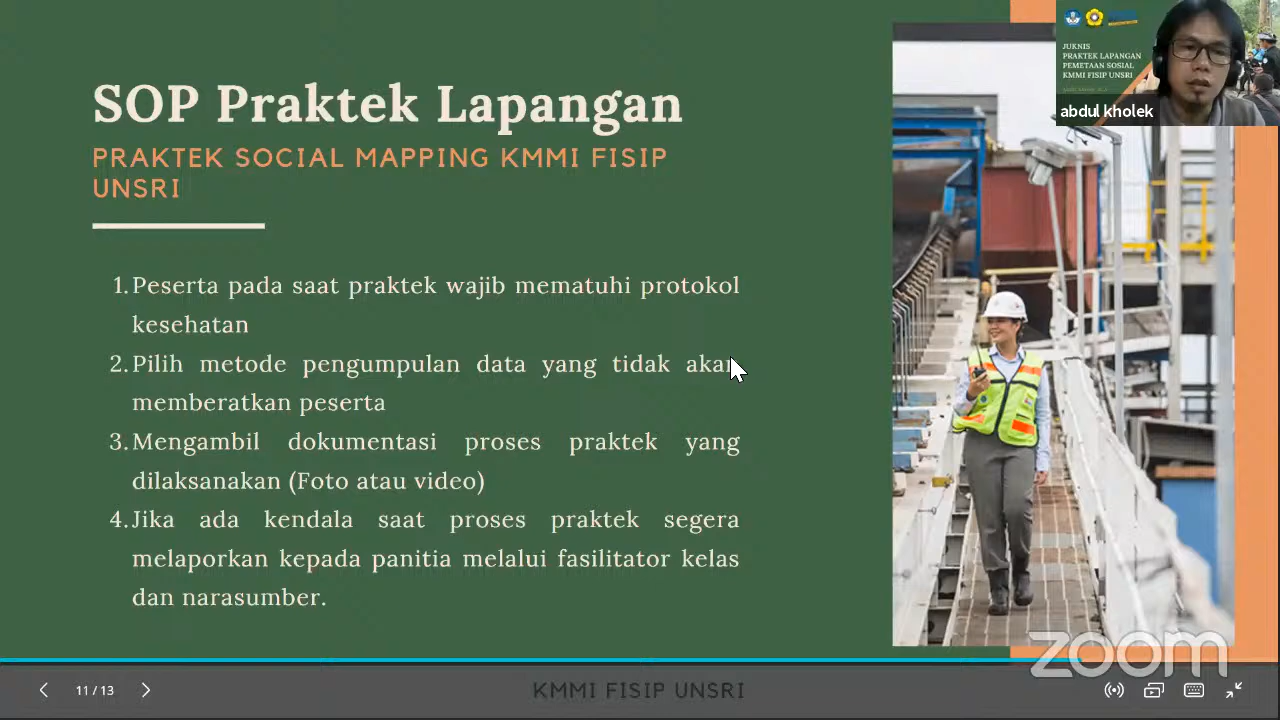 SOP Praktek Lapangan
PRAKTEK SOCIAL MAPPING KMMI FISIP
UNSRI
1. Peserta pada saat praktek wajib mematuhi protokol
kesehatan
2. Pilih metode pengumpulan data yang tidak akan
memberatkan peserta
3. Mengambil dokumentasi proses praktek yang
dilaksanakan (Foto atau video)
4. Jika ada kendala saat proses praktek segera
melaporkan kepada panitia melalui fasilitator kelas
dan narasumber.
JUKNIS
PRAKTEK LAPANGAN
PEMETAAN SOSIAL
KMMI FISIP UNSRI
abdul kholek
zoom
11 / 13
KMMI FISIP UNSRI